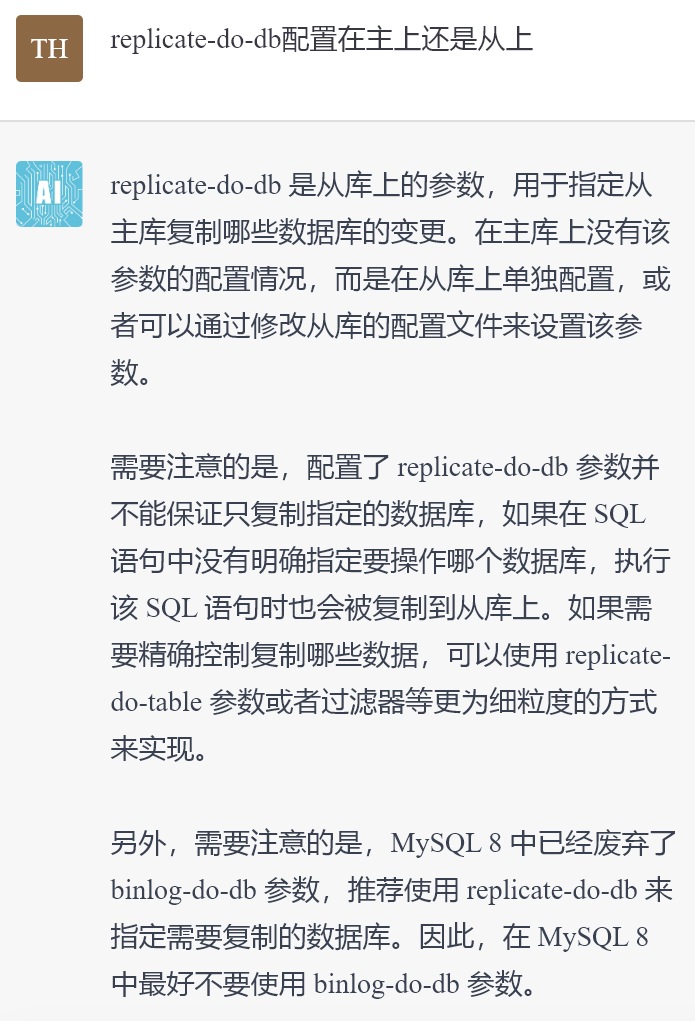 TH
replicate-do-db配置在主上还是从上
AI
replicate-do-db 是从库上的参数，用于指定从
主库复制哪些数据库的变更。在主库上没有该
参数的配置情况，而是在从库上单独配置，或
者可以通过修改从库的配置文件来设置该参
数。
需要注意的是，配置了 replicate-do-db 参数并
不能保证只复制指定的数据库，如果在 SQL
语句中没有明确指定要操作哪个数据库，执行
该 SQL 语句时也会被复制到从库上。如果需
要精确控制复制哪些数据，可以使用 replicate-
do-table 参数或者过滤器等更为细粒度的方式
来实现。
另外，需要注意的是，MySQL 8 中已经废弃了
binlog-do-db 参数，推荐使用 replicate-do-db 来
指定需要复制的数据库。因此，在 MySQL 8
中最好不要使用 binlog-do-db 参数。